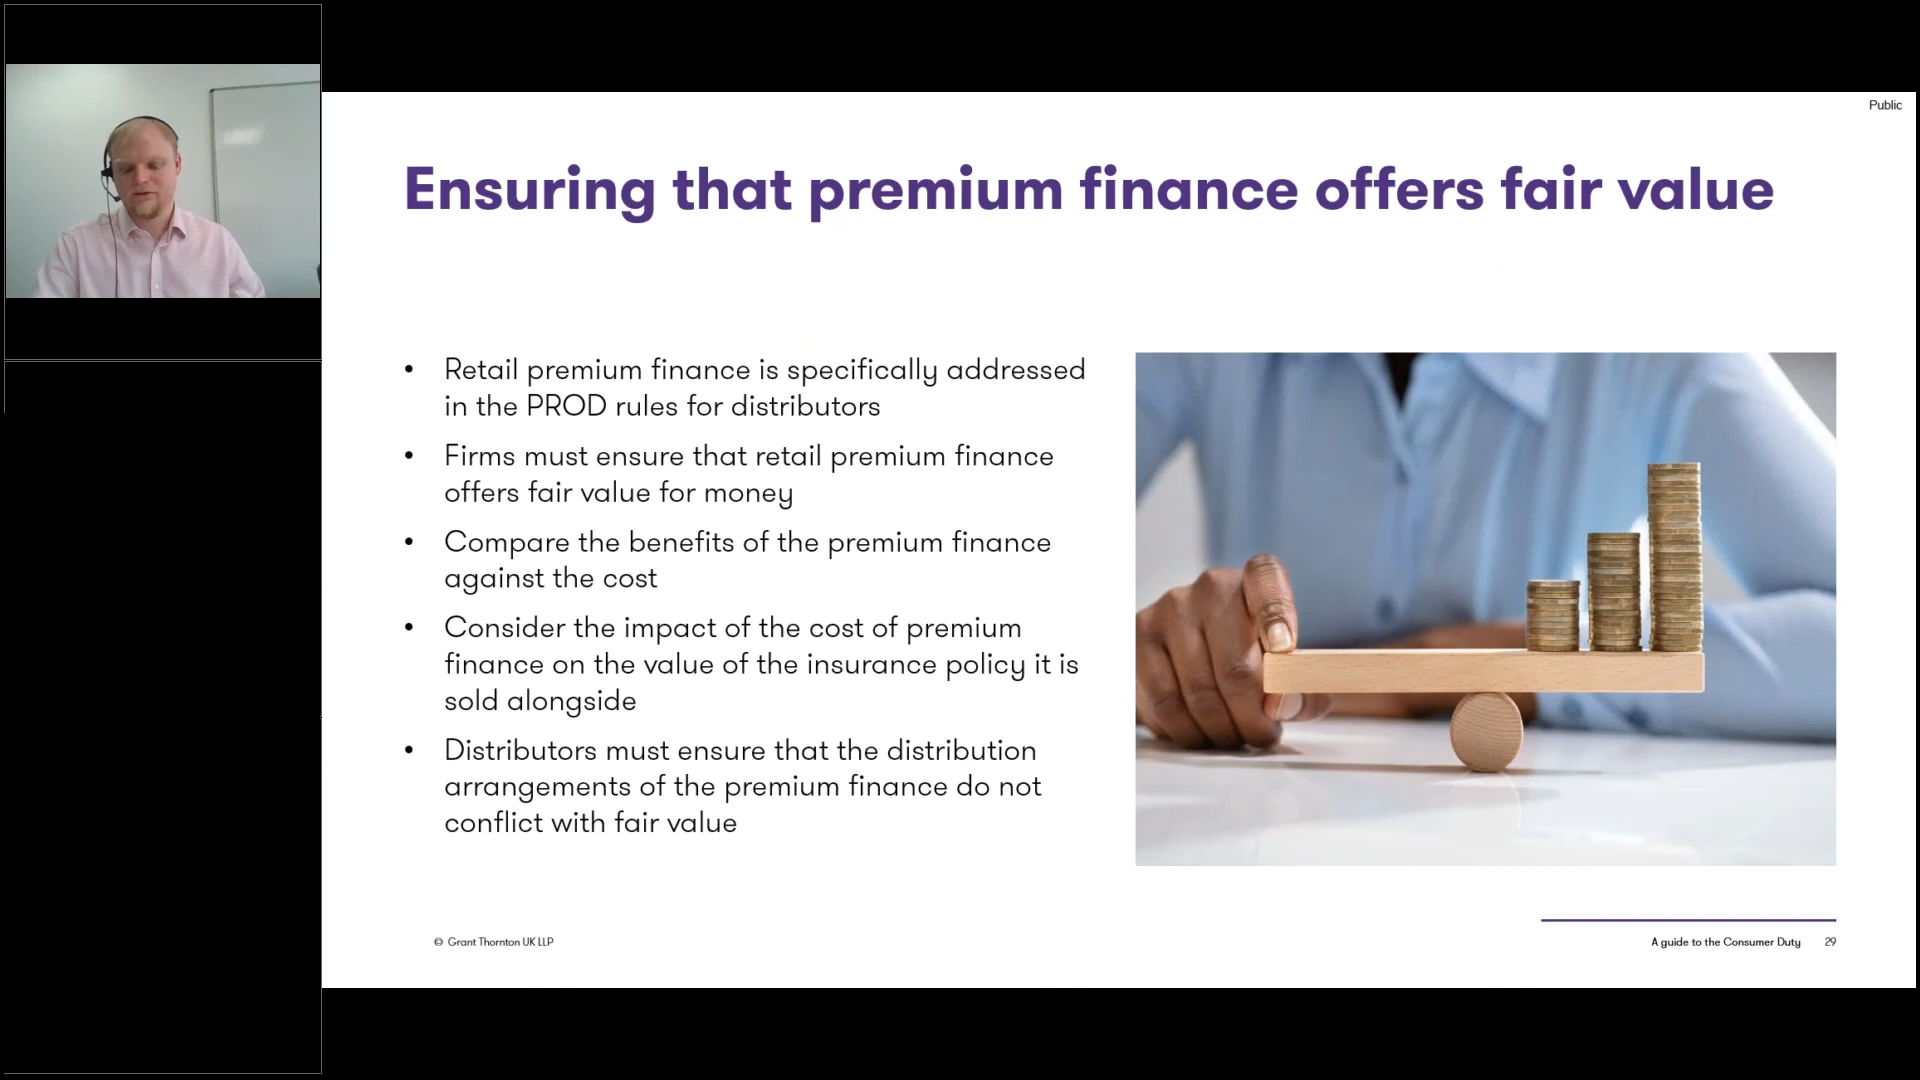 Public
Ensuring that premium finance offers fair value
• Retail premium finance is specifically addressed
in the PROD rules for distributors
• Firms must ensure that retail premium finance
offers fair value for money
• Compare the benefits of the premium finance
against the cost
• Consider the impact of the cost of premium
finance on the value of the insurance policy it is
sold alongside
• Distributors must ensure that the distribution
arrangements of the premium finance do not
conflict with fair value
© Grant Thornton UK LLP
A guide to the Consumer Duty 29